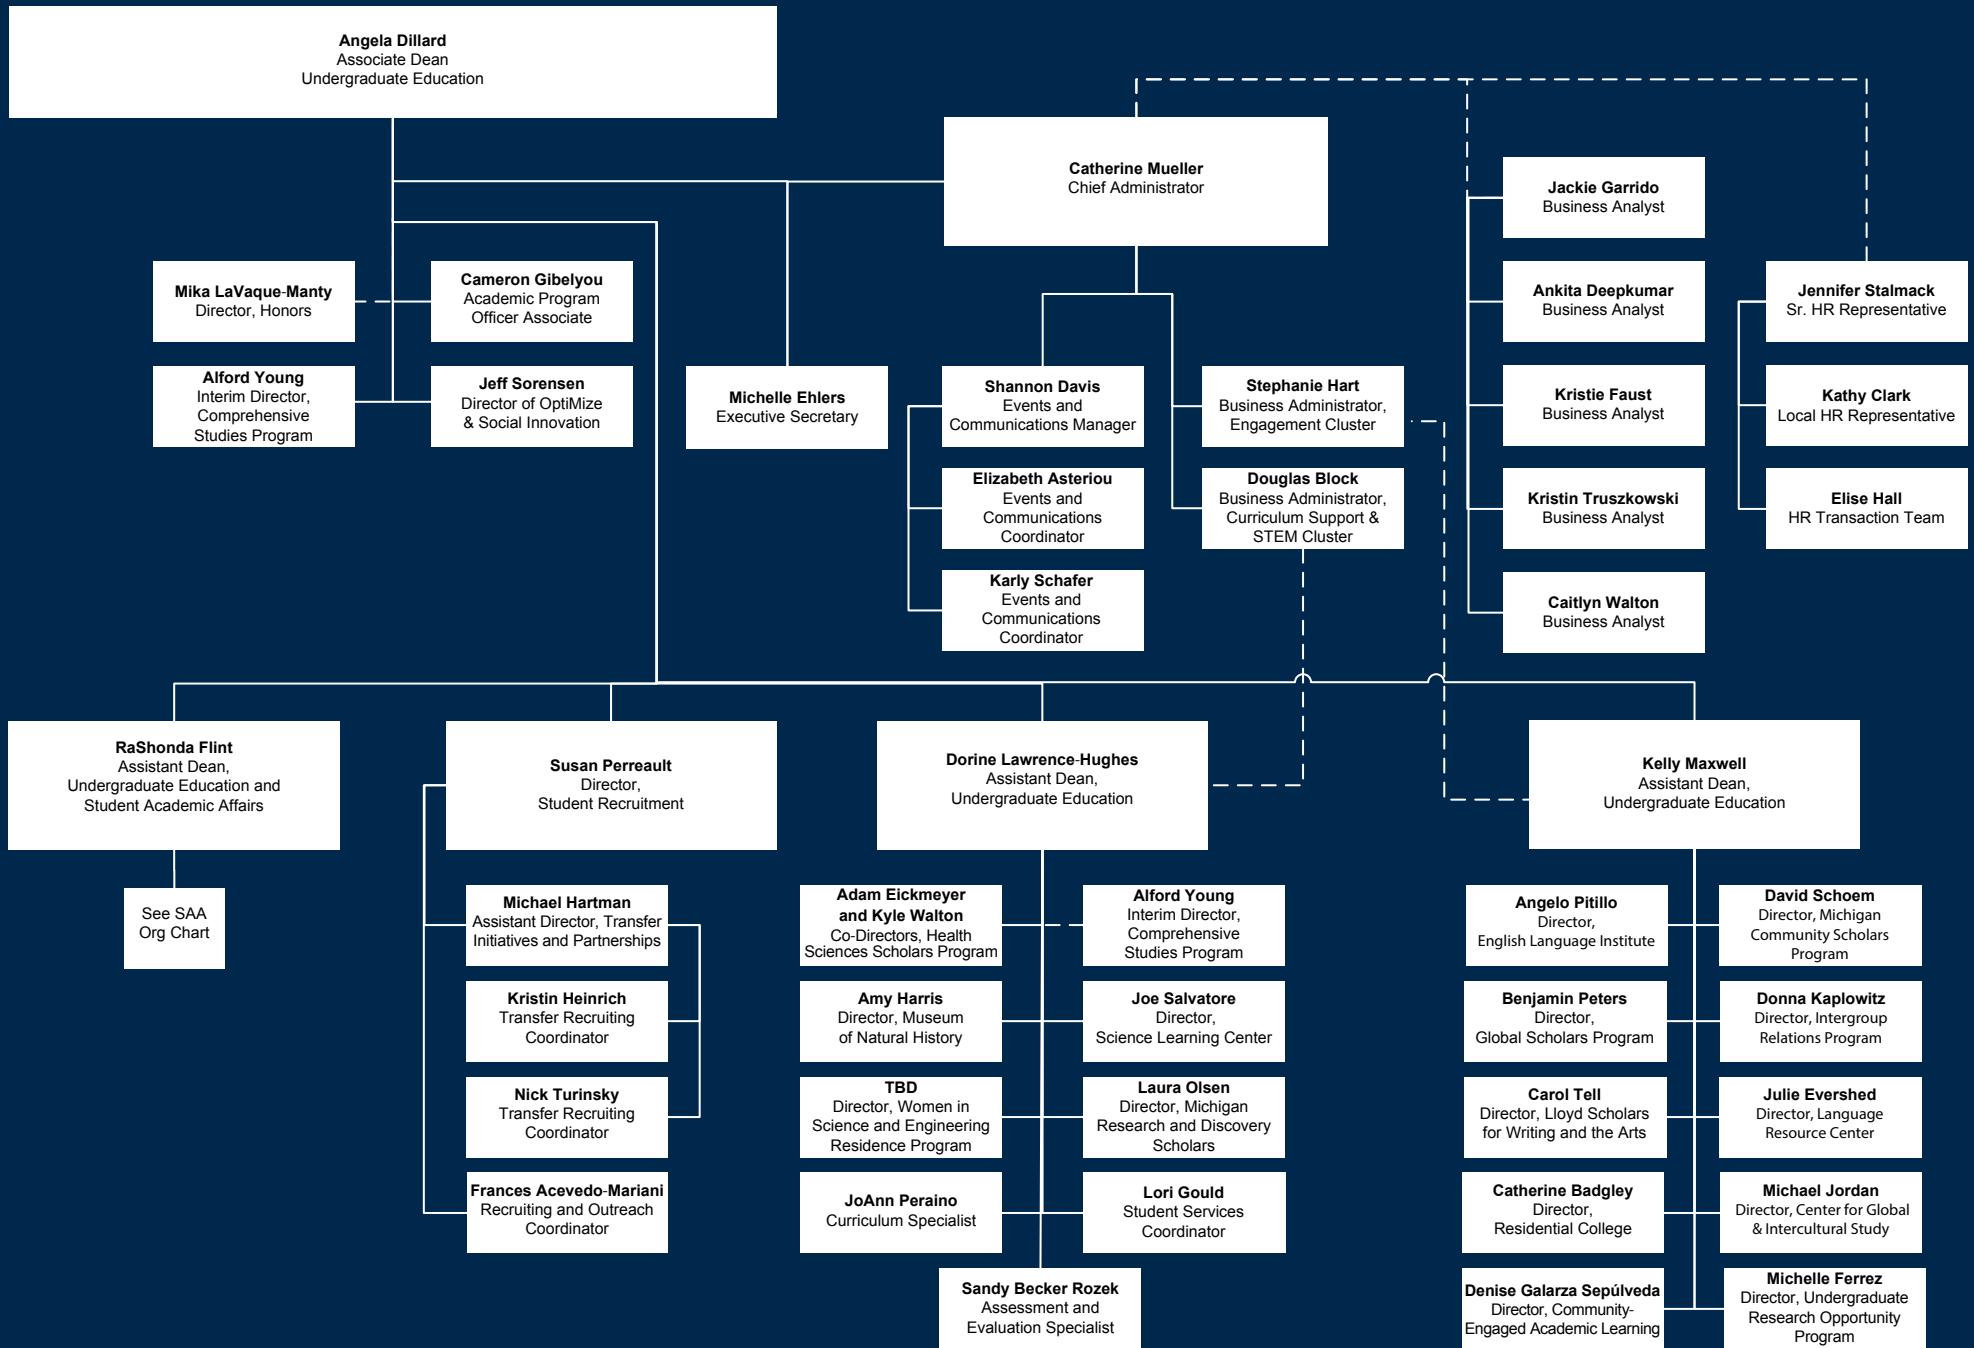 Angela Dillard
Associate Dean
Undergraduate Education
Catherine Mueller
Chief Administrator
Jackie Garrido
Business Analyst
Mika LaVaque-Manty
Director, Honors
Cameron Gibelyou
Academic Program
Officer Associate
Ankita Deepkumar
Business Analyst
Jennifer Stalmack
Sr. HR Representative
Alford Young
Interim Director,
Comprehensive
Studies Program
Jeff Sorensen
Director of OptiMize
& Social Innovation
Michelle Ehlers
Executive Secretary
Shannon Davis
Events and
Communications Manager
Stephanie Hart
Business Administrator,
Engagement Cluster
Kristie Faust
Business Analyst
Kathy Clark
Local HR Representative
Elizabeth Asteriou
Events and
Communications
Coordinator
Douglas Block
Business Administrator,
Curriculum Support &
STEM Cluster
Kristin Truszkowski
Business Analyst
Elise Hall
HR Transaction Team
Karly Schafer
Events and
Communications
Coordinator
Caitlyn Walton
Business Analyst
RaShonda Flint
Assistant Dean,
Undergraduate Education and
Student Academic Affairs
Susan Perreault
Director,
Student Recruitment
Dorine Lawrence-Hughes
Assistant Dean,
Undergraduate Education
Kelly Maxwell
Assistant Dean,
Undergraduate Education
See SAA
Org Chart
Michael Hartman
Assistant Director, Transfer
Initiatives and Partnerships
Kristin Heinrich
Transfer Recruiting
Coordinator
Nick Turinsky
Transfer Recruiting
Coordinator
Frances Acevedo-Mariani
Recruiting and Outreach
Coordinator
Adam Eickmeyer
and Kyle Walton
Co-Directors, Health
Sciences Scholars Program
Alford Young
Interim Director,
Comprehensive
Studies Program
Amy Harris
Director, Museum
of Natural History
Joe Salvatore
Director,
Science Learning Center
TBD
Director, Women in
Science and Engineering
Residence Program
Laura Olsen
Director, Michigan
Research and Discovery
Scholars
JoAnn Peraino
Curriculum Specialist
Lori Gould
Student Services
Coordinator
Sandy Becker Rozek
Assessment and
Evaluation Specialist
Angelo Pitillo
Director,
English Language Institute
David Schoem
Director, Michigan
Community Scholars
Program
Benjamin Peters
Director,
Global Scholars Program
Donna Kaplowitz
Director, Intergroup
Relations Program
Carol Tell
Director, Lloyd Scholars
for Writing and the Arts
Julie Evershed
Director, Language
Resource Center
Catherine Badgley
Director,
Residential College
Michael Jordan
Director, Center for Global
& Intercultural Study
Denise Galarza Sepúlveda
Director, Community-
Engaged Academic Learning
Michelle Ferrez
Director, Undergraduate
Research Opportunity
Program